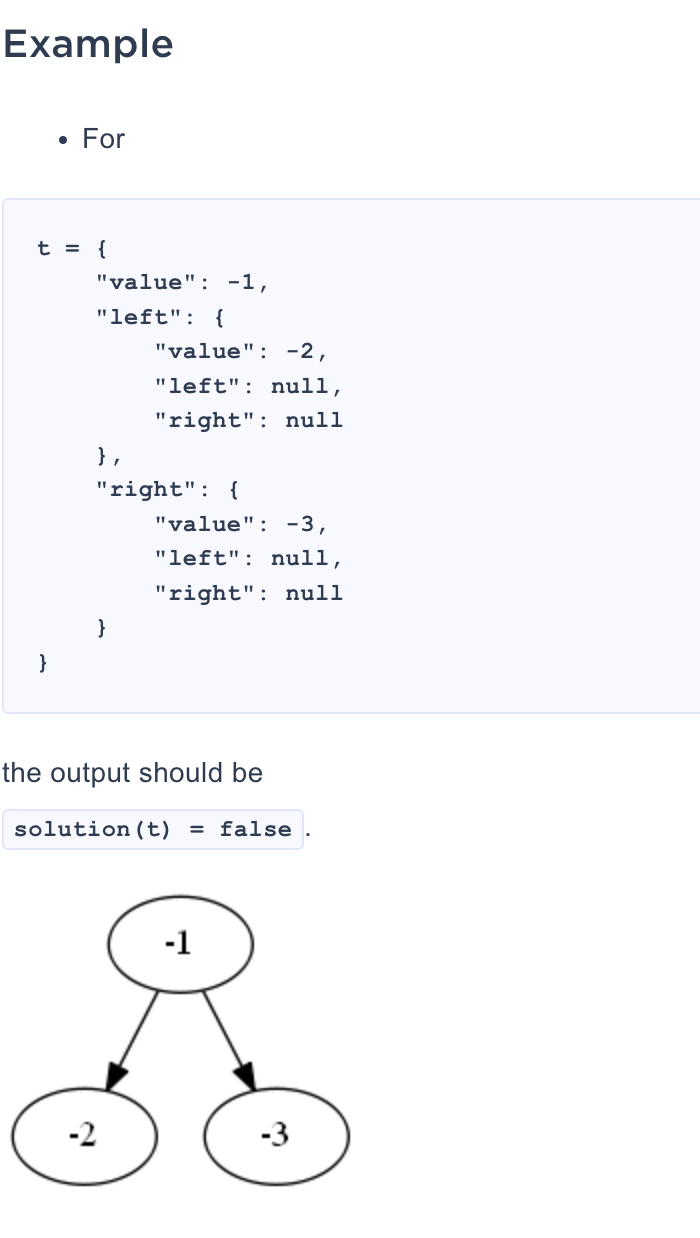 Example
• For
t = {
    "value": -1,
    "left": {
        "value": -2,
        "left": null,
        "right": null
    },
    "right": {
        "value": -3,
        "left": null,
        "right": null
    }
}
the output should be
solution(t) = false.
-1
-2 -3